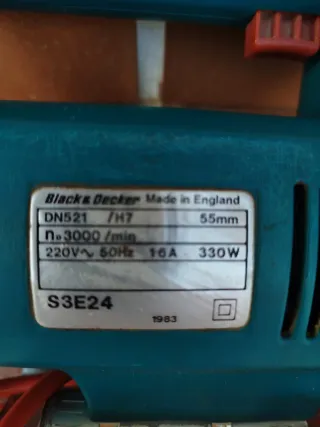 Black & Decker Made in England
DN521 /H7 55mm
n₀3000 /min
220V~ 50Hz 1·6A 330W
S3E24
1983